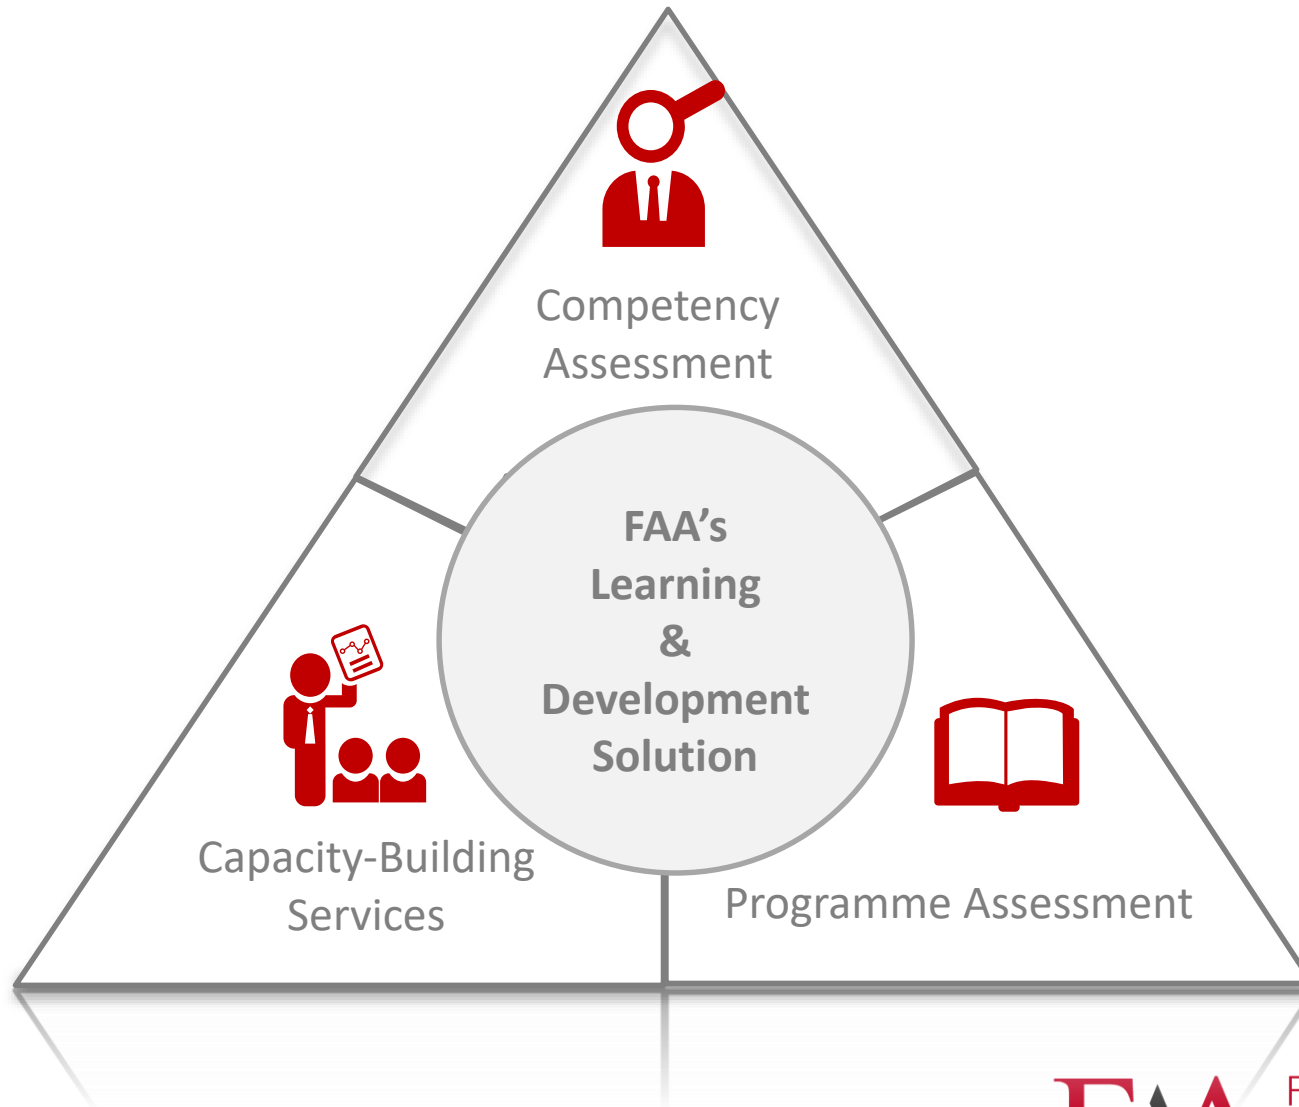 Competency
Assessment
FAA’s
Learning
&
Development
Solution
Capacity-Building
Services
Programme Assessment